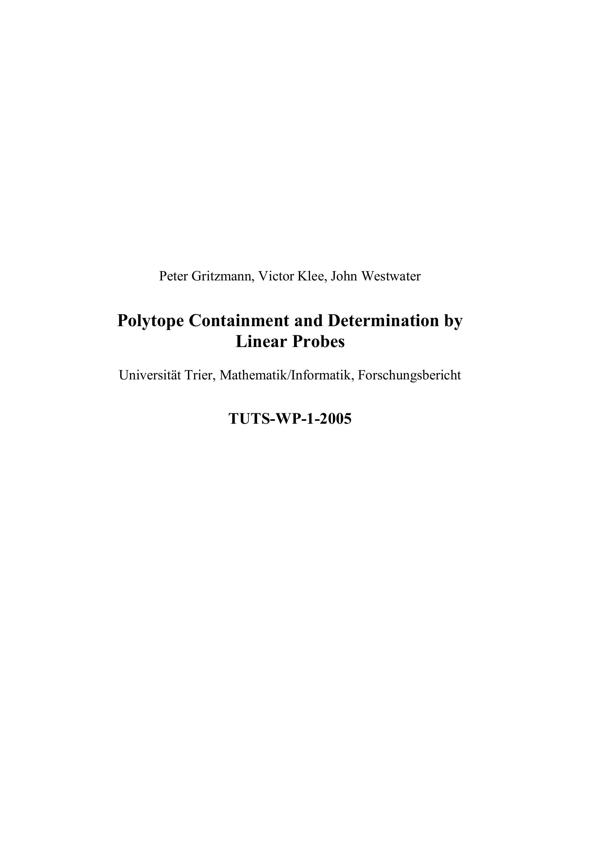 Peter Gritzmann, Victor Klee, John Westwater
Polytope Containment and Determination by
Linear Probes
Universität Trier, Mathematik/Informatik, Forschungsbericht
TUTS-WP-1-2005